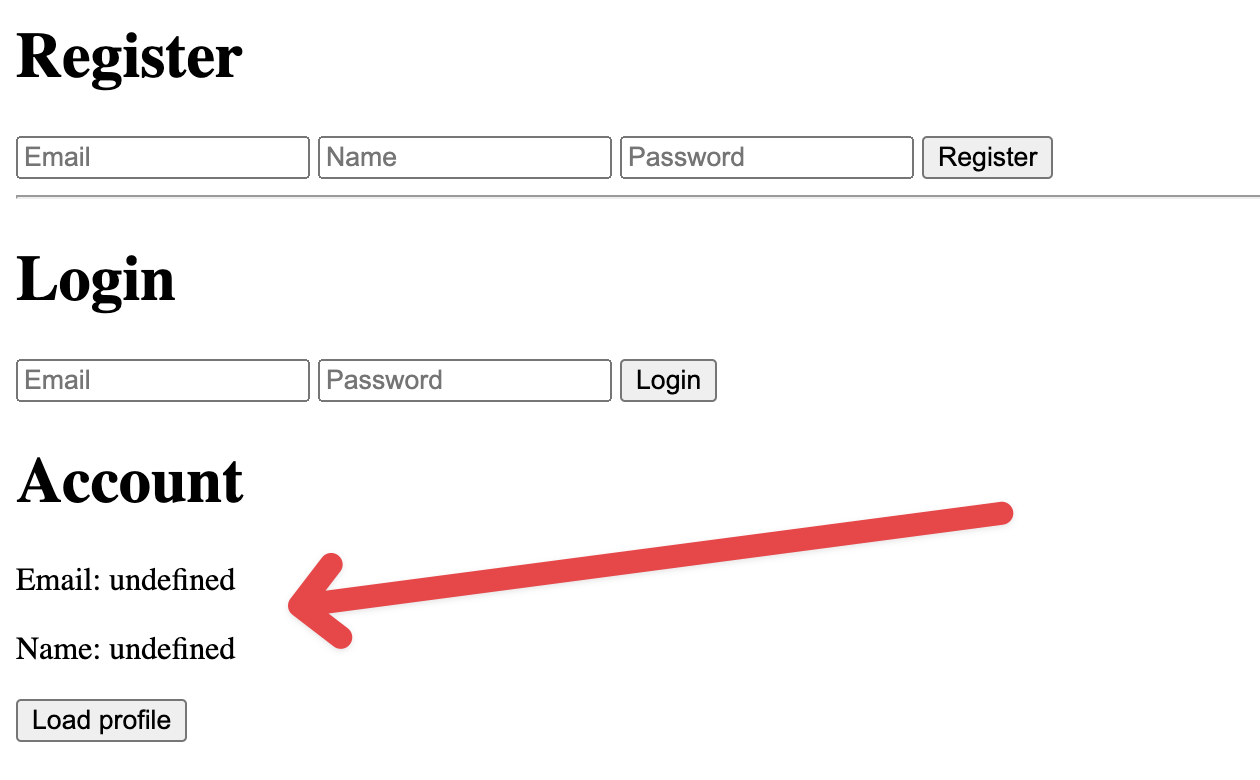 Register
Email Name Password Register
Login
Email Password Login
Account
Email: undefined
Name: undefined
Load profile